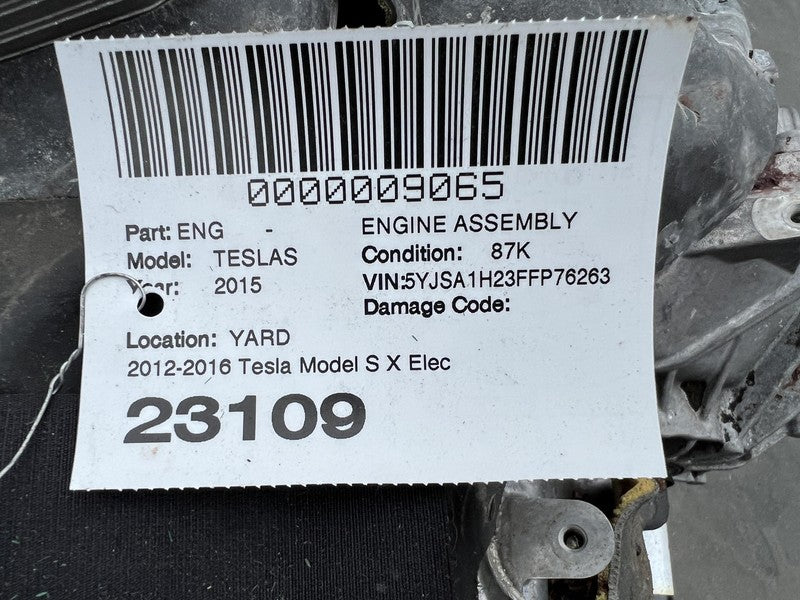 0000009065
Part: ENG - ENGINE ASSEMBLY
Model: TESLAS Condition: 87K
Year: 2015 VIN:5YJSA1H23FFP76263
Damage Code:
Location: YARD
2012-2016 Tesla Model S X Elec
23109